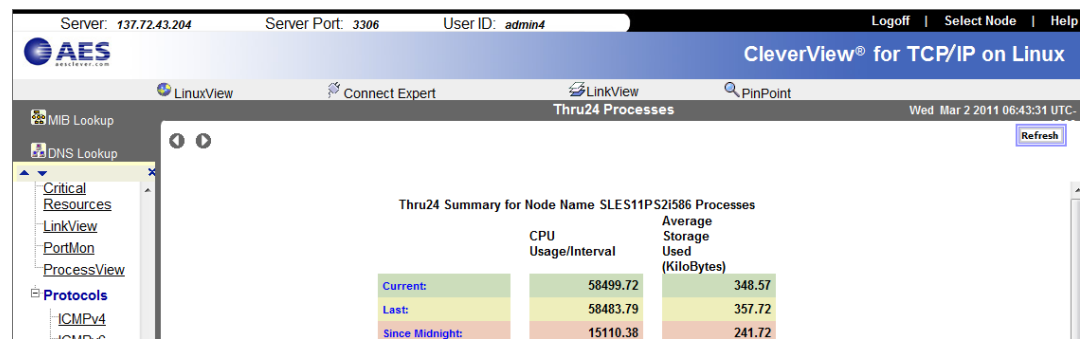 Server: 137.72.43.204 Server Port: 3306 User ID: admin4 Logoff | Select Node | Help
AES CleverView® for TCP/IP on Linux
aesclever.com
LinuxView Connect Expert LinkView PinPoint
Thru24 Processes Wed Mar 2 2011 06:43:31 UTC-
MIB Lookup
Refresh
DNS Lookup
Critical
Resources
LinkView
PortMon
ProcessView
Protocols
ICMPv4
Thru24 Summary for Node Name SLES11PS2i586 Processes
CPU
Usage/Interval
Average
Storage
Used
(KiloBytes)
Current: 58499.72 348.57
Last: 58483.79 357.72
Since Midnight: 15110.38 241.72